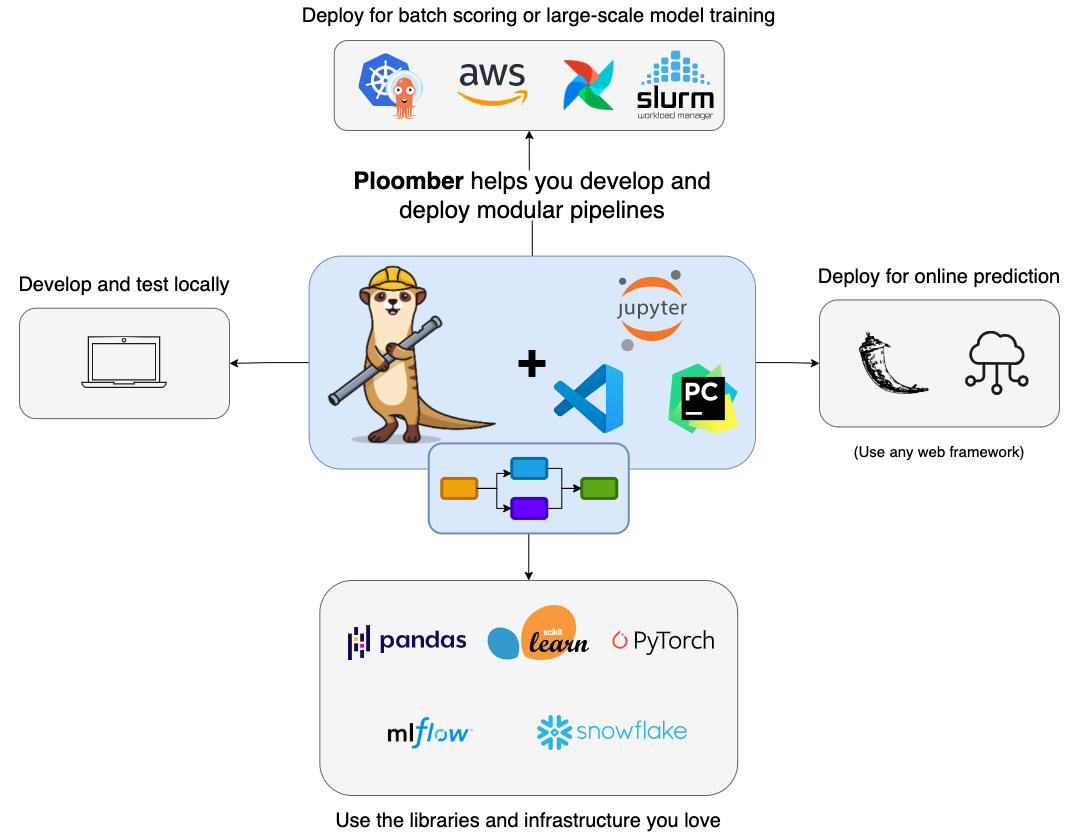 Deploy for batch scoring or large-scale model training
aws
slurm
workload manager
Ploomber helps you develop and
deploy modular pipelines
Develop and test locally
jupyter
+
PC
Deploy for online prediction
(Use any web framework)
pandas
scikit
learn
PyTorch
mlflow
snowflake
Use the libraries and infrastructure you love